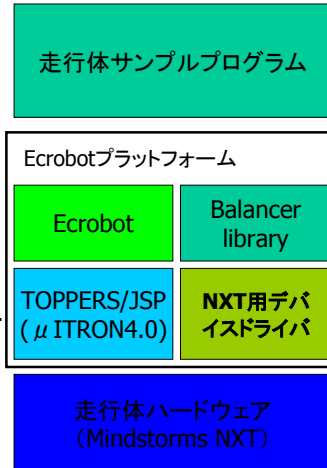 走行体サンプルプログラム
Ecrobotプラットフォーム
Ecrobot
Balancer
library
TOPPERS/JSP
(μITRON4.0)
NXT用デバ
イスドライバ
走行体ハードウェア
(Mindstorms NXT)